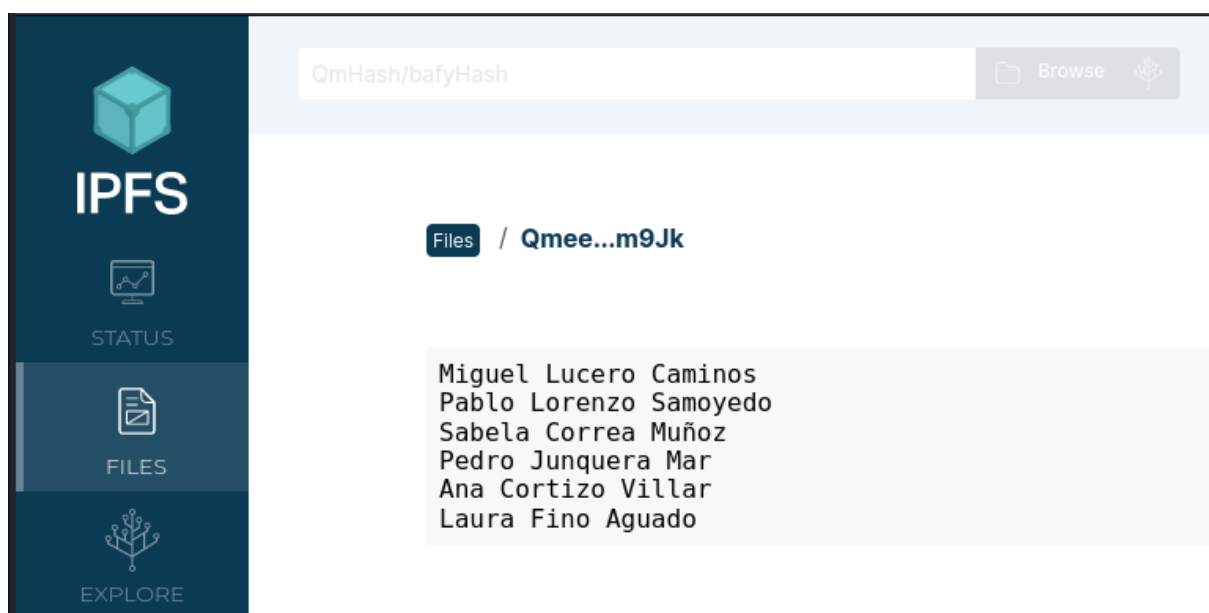 QmHash/bafyHash
Browse
IPFS
Files / Qmee...m9Jk
STATUS
Miguel Lucero Caminos
Pablo Lorenzo Samoyedo
Sabela Correa Muñoz
Pedro Junquera Mar
Ana Cortizo Villar
Laura Fino Aguado
FILES
EXPLORE